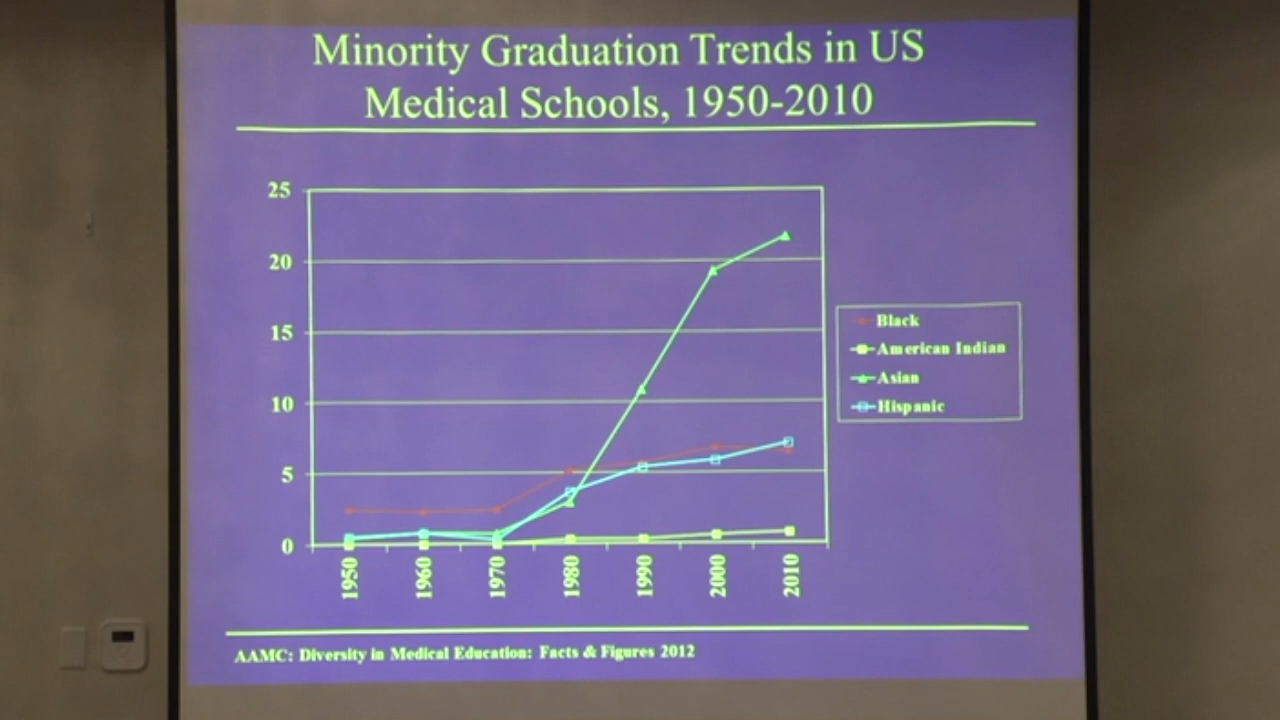 Minority Graduation Trends in US
Medical Schools, 1950-2010
25
20
15
10
5
0
1950 1960 1970 1980 1990 2000 2010
Black
American Indian
Asian
Hispanic
AAMC: Diversity in Medical Education: Facts & Figures 2012